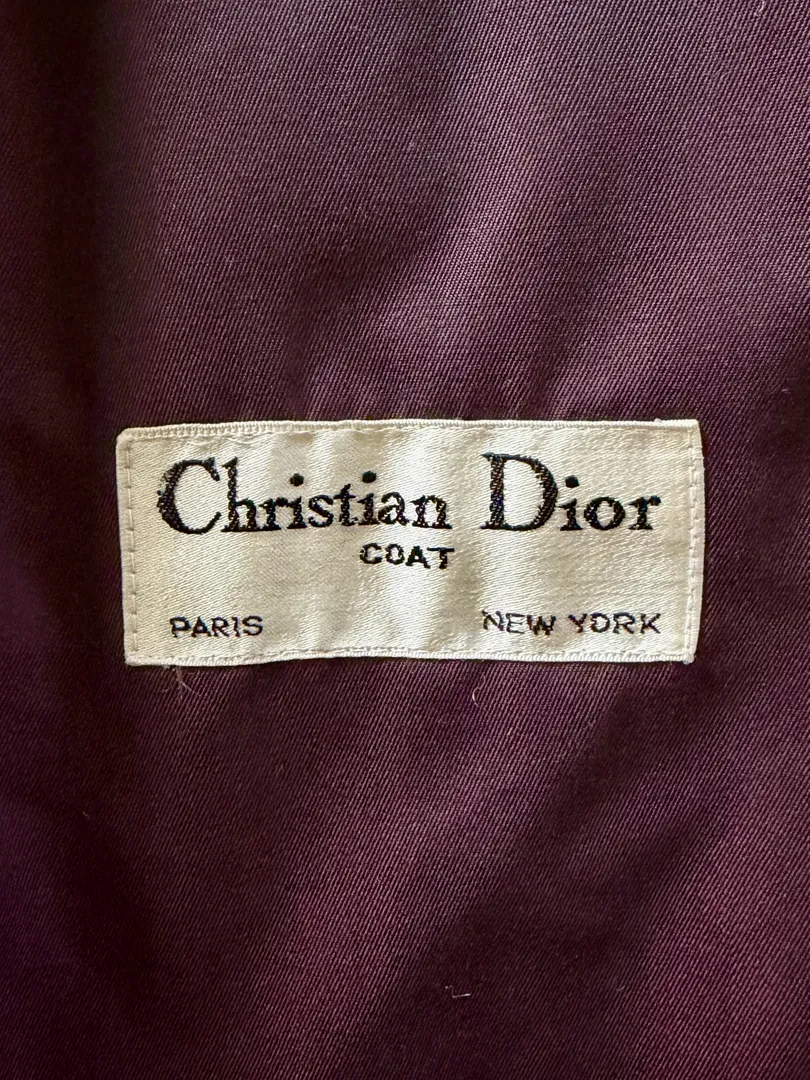 Christian Dior
COAT
PARIS NEW YORK